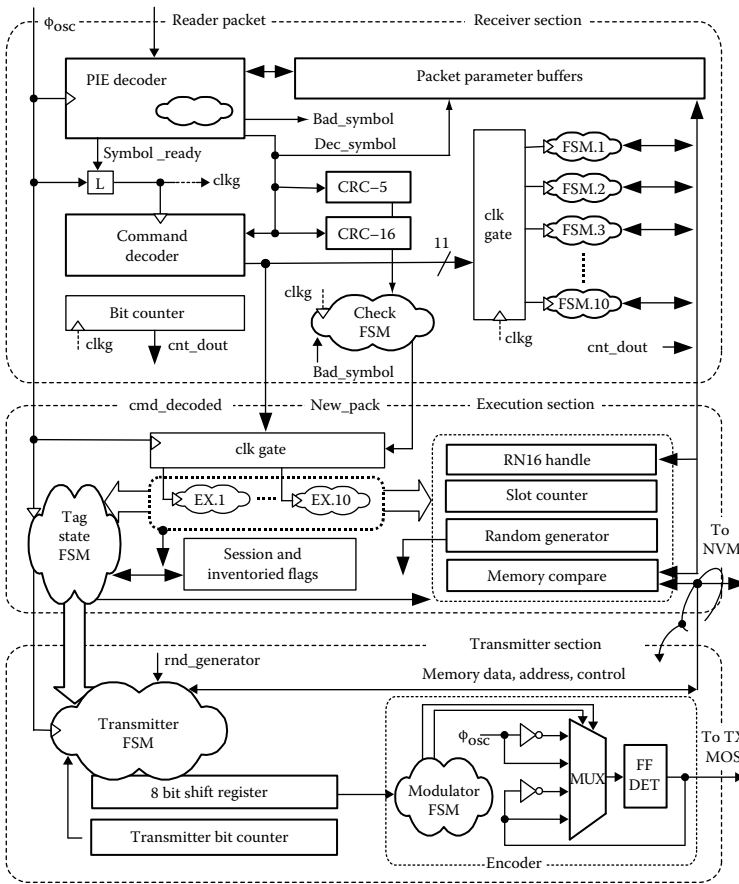 ϕosc
Reader packet
Receiver section
PIE decoder
Packet parameter buffers
Bad_symbol
Dec_symbol
Symbol _ready
L
clkg
CRC–5
CRC–16
Command
decoder
11
clk
gate
FSM.1
FSM.2
FSM.3
FSM.10
clkg
Bit counter
clkg
cnt_dout
clkg
Check
FSM
Bad_symbol
cnt_dout
cmd_decoded
New_pack
Execution section
clk gate
EX.1
EX.10
Tag
state
FSM
Session and
inventoried flags
RN16 handle
Slot counter
Random generator
Memory compare
To
NVM
Transmitter section
rnd_generator
Memory data, address, control
Transmitter
FSM
8 bit shift register
Transmitter bit counter
ϕosc
Modulator
FSM
MUX
FF
DET
To TX
MOS
Encoder